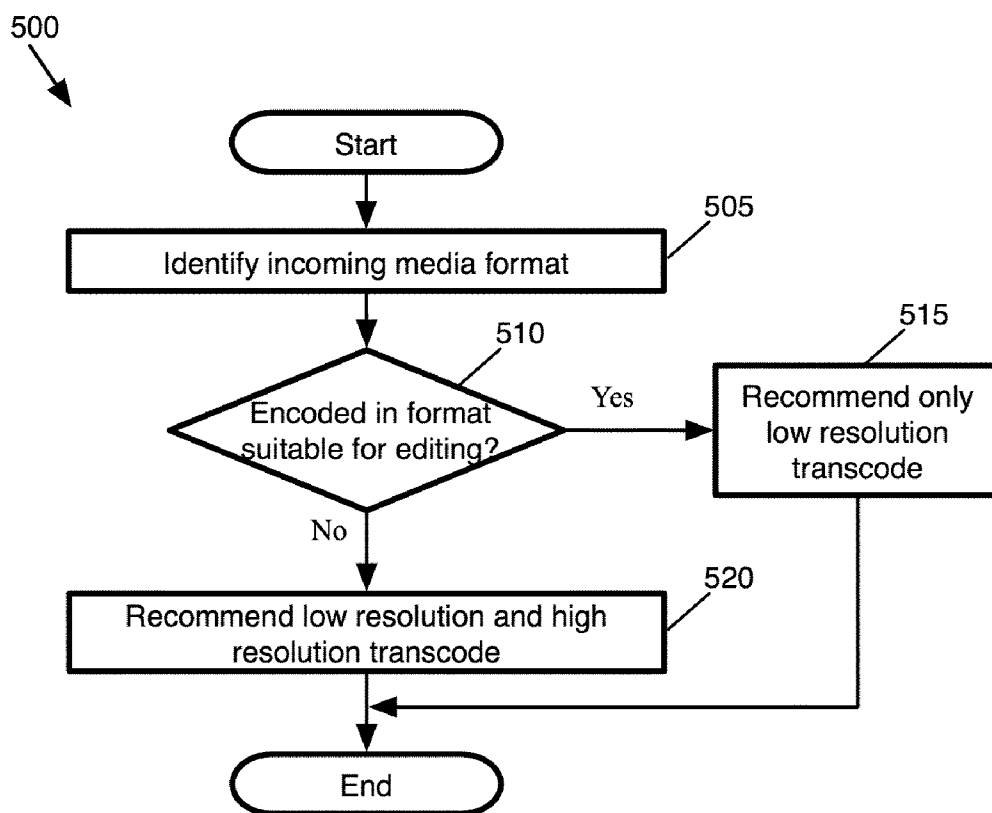 500
Start
505
Identify incoming media format
510
515
Encoded in format
suitable for editing?
Yes
Recommend only
low resolution
transcode
No
520
Recommend low resolution and high
resolution transcode
End